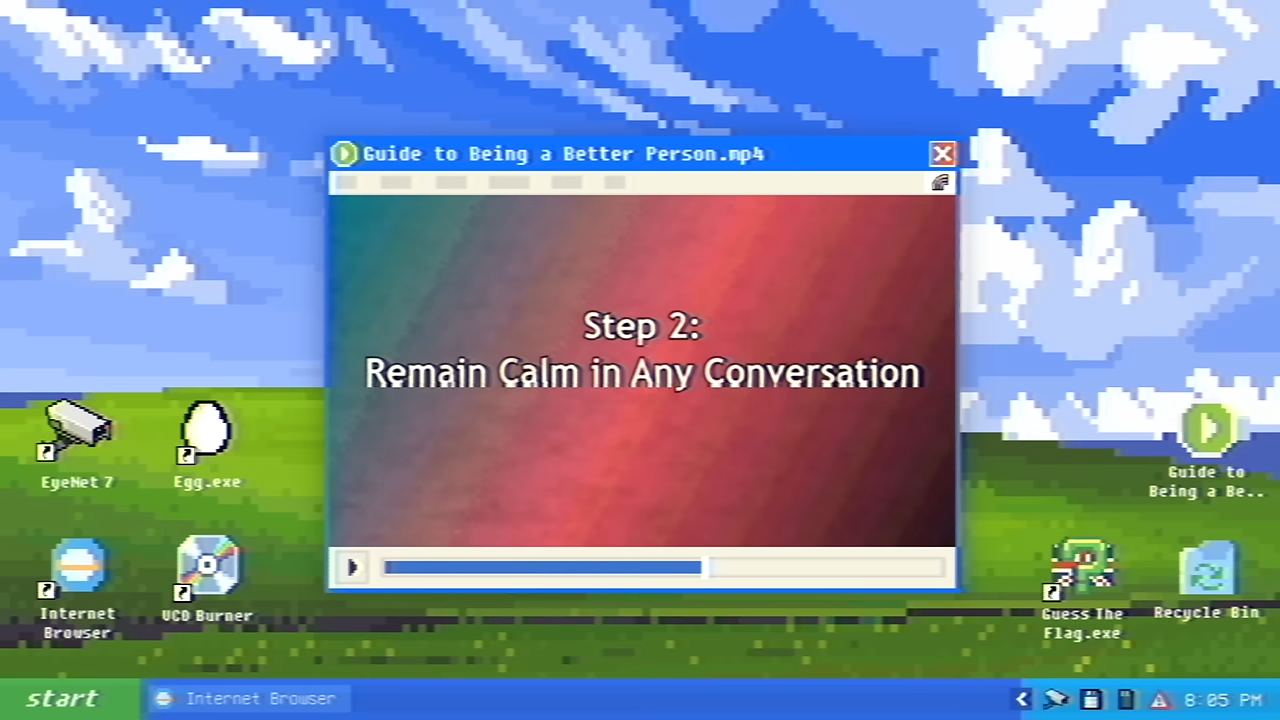 Guide to Being a Better Person.mp4
Step 2:
Remain Calm in Any Conversation
EyeNet 7
Egg.exe
Guide to
Being a Be..
Internet
Browser
VCD Burner
Guess The
Flag.exe
Recycle Bin
start
Internet Browser
8:05 PM